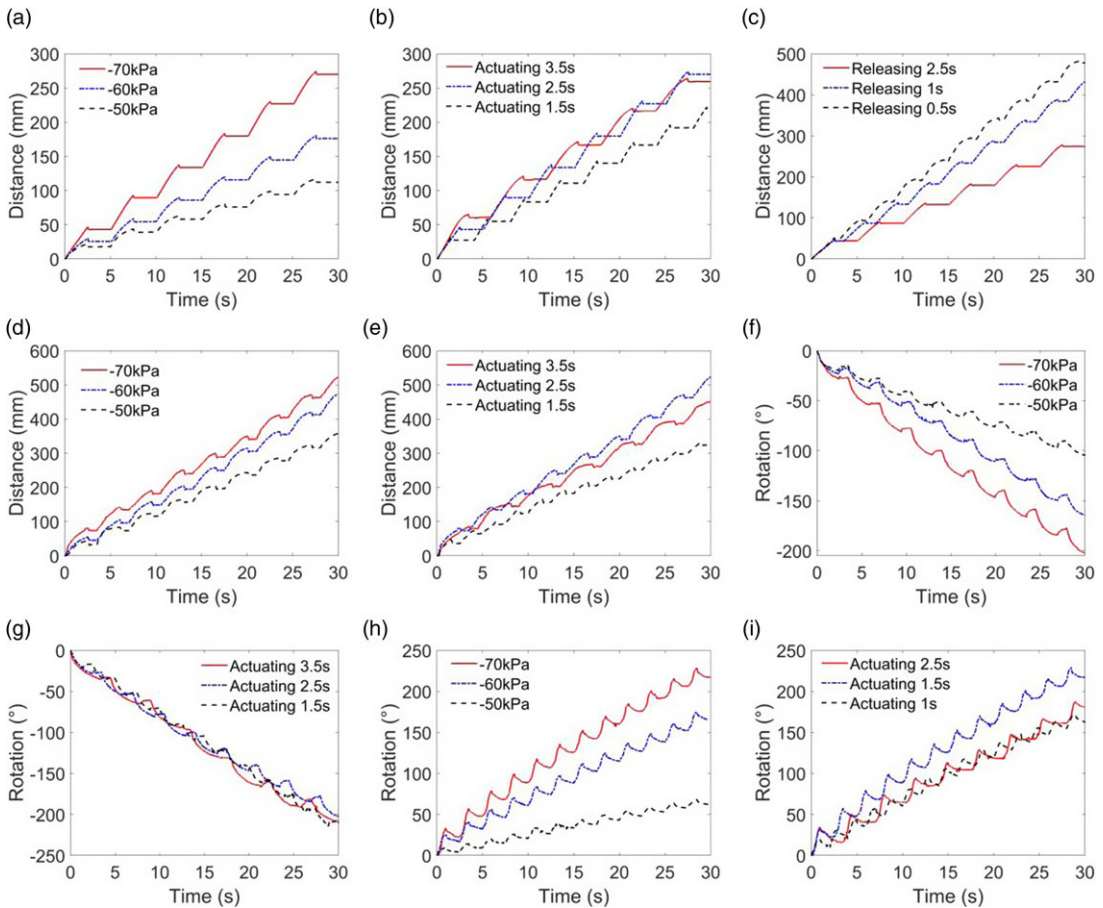 (a)
300
250
200
150
100
50
0
Distance (mm)
-70kPa
-60kPa
-50kPa
0 5 10 15 20 25 30
Time (s)
(b)
300
250
200
150
100
50
0
Distance (mm)
Actuating 3.5s
Actuating 2.5s
Actuating 1.5s
0 5 10 15 20 25 30
Time (s)
(c)
500
400
300
200
100
0
Distance (mm)
Releasing 2.5s
Releasing 1s
Releasing 0.5s
0 5 10 15 20 25 30
Time (s)
(d)
600
500
400
300
200
100
0
Distance (mm)
-70kPa
-60kPa
-50kPa
0 5 10 15 20 25 30
Time (s)
(e)
600
500
400
300
200
100
0
Distance (mm)
Actuating 3.5s
Actuating 2.5s
Actuating 1.5s
0 5 10 15 20 25 30
Time (s)
(f)
0
-50
-100
-150
-200
Rotation (°)
-70kPa
-60kPa
-50kPa
0 5 10 15 20 25 30
Time (s)
(g)
0
-50
-100
-150
-200
-250
Rotation (°)
Actuating 3.5s
Actuating 2.5s
Actuating 1.5s
0 5 10 15 20 25 30
Time (s)
(h)
250
200
150
100
50
0
Rotation (°)
-70kPa
-60kPa
-50kPa
0 5 10 15 20 25 30
Time (s)
(i)
250
200
150
100
50
0
Rotation (°)
Actuating 2.5s
Actuating 1.5s
Actuating 1s
0 5 10 15 20 25 30
Time (s)